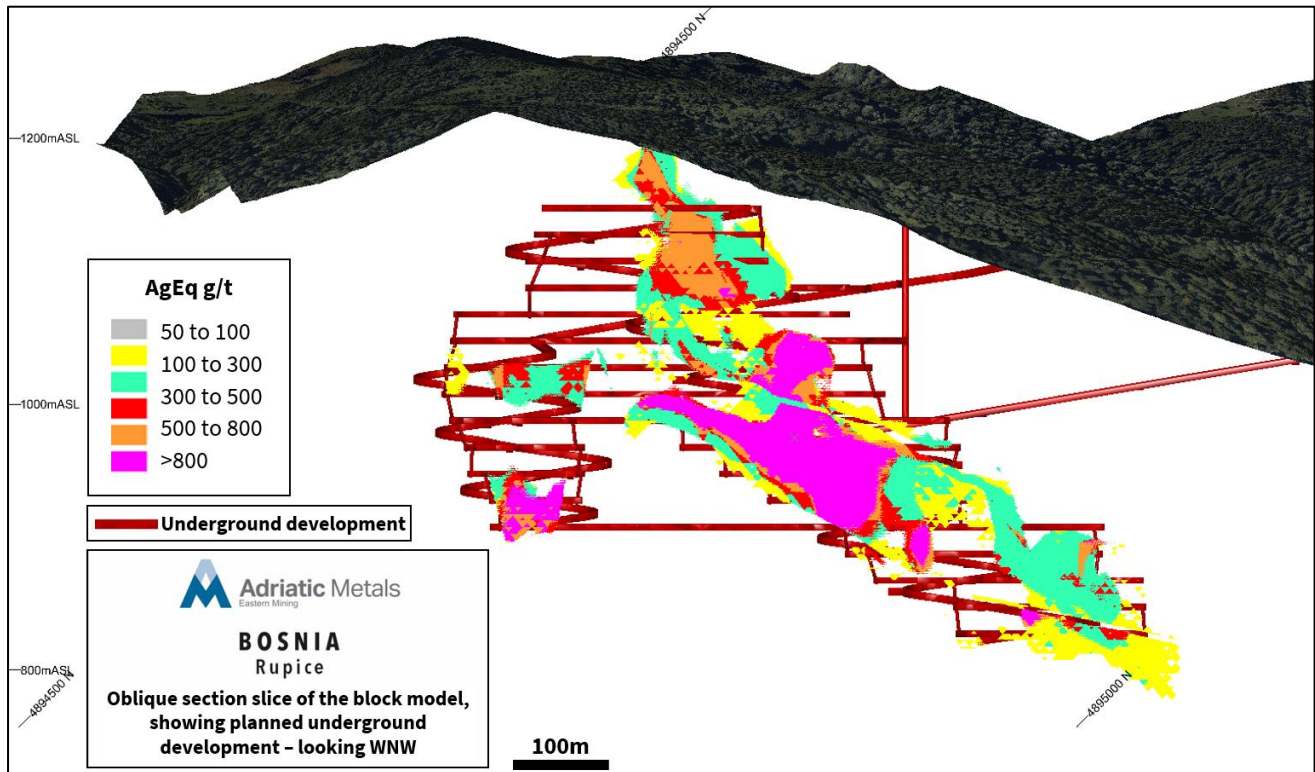 4894500 N
1200mASL
AgEq g/t
50 to 100
100 to 300
300 to 500
500 to 800
>800
1000mASL
Underground development
Adriatic Metals
Eastern Mining
BOSNIA
Rupice
Oblique section slice of the block model,
showing planned underground
development – looking WNW
800mASL
4894500 N
4895000 N
100m